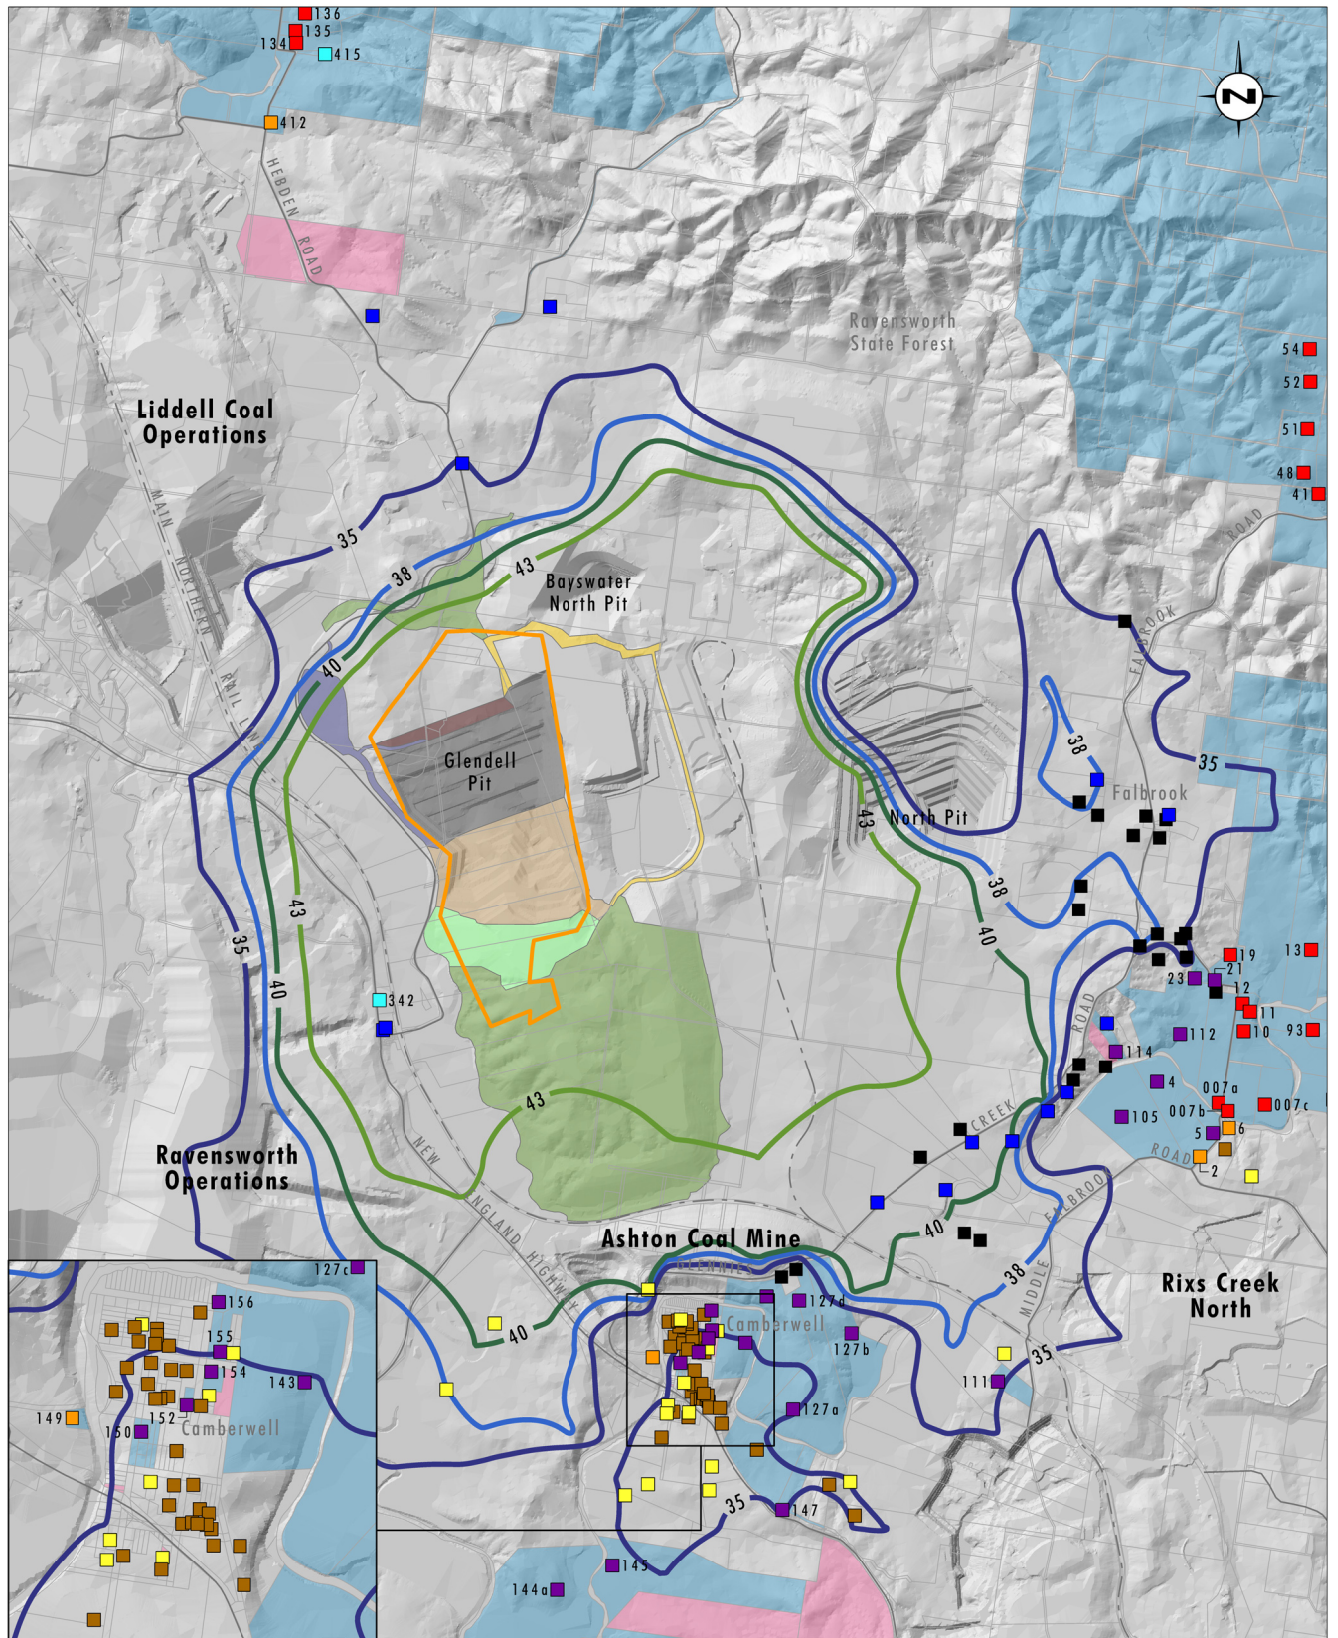 136
135
134
415
412
N
HEBDEN ROAD
Ravensworth
State Forest
54
52
51
48
41
Liddell Coal
Operations
MAIN NORTHERN RAIL LINE
35
38
43
40
Bayswater
North Pit
FALBROOK ROAD
Glendell
Pit
38
35
Falbrook
43
North Pit
38
43
35
40
40
19
13
21
23
12
11
10
93
342
ROAD
112
114
4
007a
007b
007c
105
6
5
2
43
CREEK
ROAD
FALBROOK
NEW ENGLAND HIGHWAY
Ravensworth
Operations
Ashton Coal Mine
GLENNIES
40
38
MIDDLE
Rixs Creek
North
127c
156
155
154
143
152
149
150
Camberwell
40
127d
Camberwell
127b
35
111
127a
35
147
145
144a